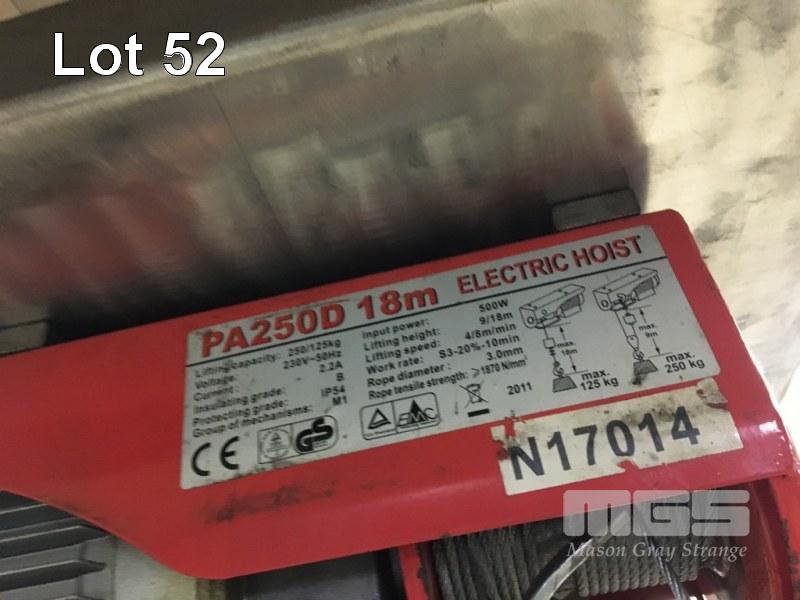 Lot 52
PA250D 18m ELECTRIC HOIST
Lifting capacity: 250/125kg
Voltage: 230V~50Hz
Current: 2.2A
Insulating grade: B
Protecting grade: IP54
Group of mechanisms: M1
Input power: 500W
Lifting height: 9/18m
Lifting speed: 4/8m/min
Work rate: S3-20%-10min
Rope diameter: 3.0mm
Rope tensile strength: ≥1870 N/mm²
2011
max. 18m
max. 125 kg
max. 9m
max. 250 kg
CE
GS
EMC
N17014
MGS
Mason Gray Strange